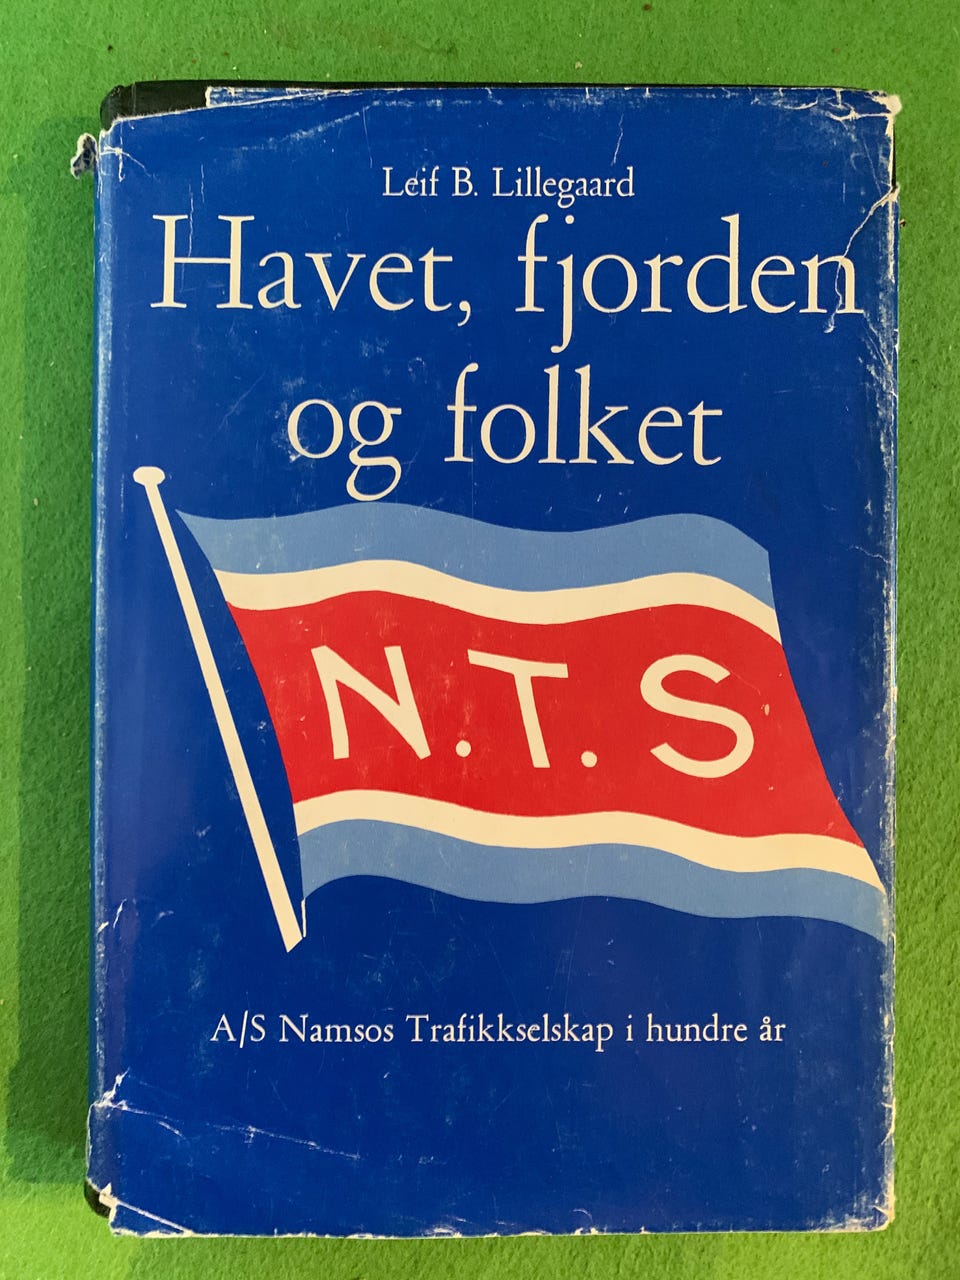 Leif B. Lillegaard
Havet, fjorden
og folket
N.T.S
A/S Namsos Trafikkselskap i hundre år